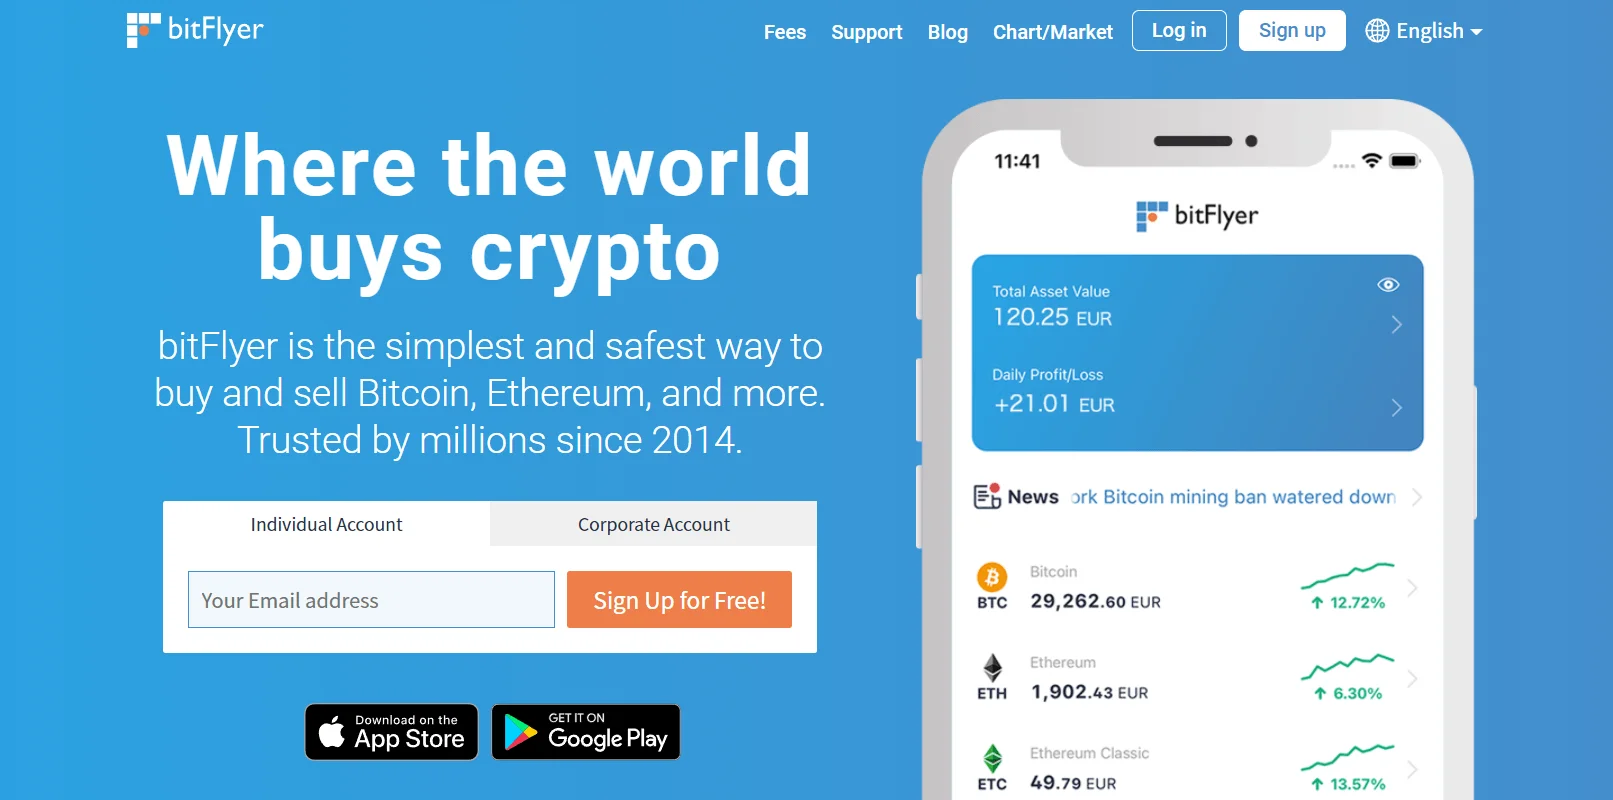 bitFlyer
Fees Support Blog Chart/Market Log in Sign up English
Where the world
buys crypto
bitFlyer is the simplest and safest way to
buy and sell Bitcoin, Ethereum, and more.
Trusted by millions since 2014.
Individual Account Corporate Account
Your Email address Sign Up for Free!
Download on the
App Store
GET IT ON
Google Play
11:41
bitFlyer
Total Asset Value
120.25 EUR
Daily Profit/Loss
+21.01 EUR
News ork Bitcoin mining ban watered down
Bitcoin
BTC 29,262.60 EUR 12.72%
Ethereum
ETH 1,902.43 EUR 6.30%
Ethereum Classic
ETC 49.79 EUR 13.57%